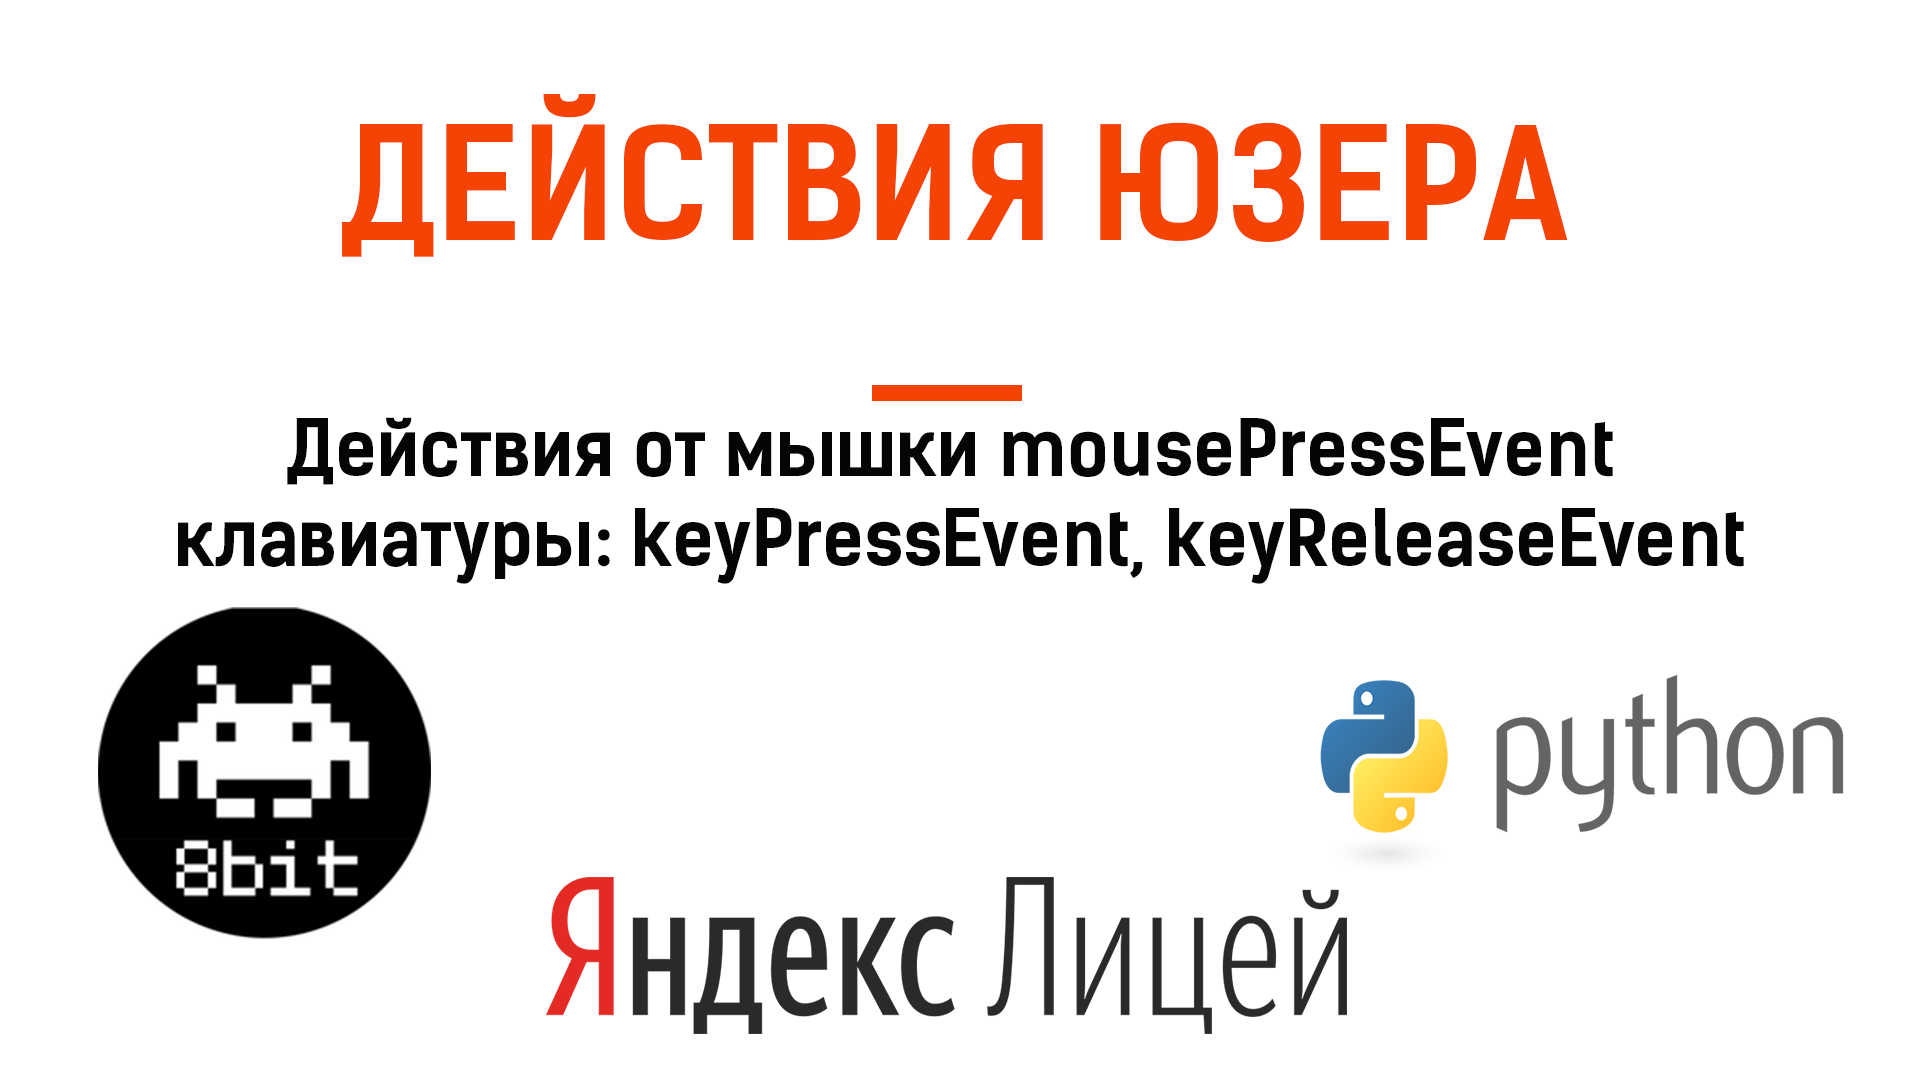 ДЕЙСТВИЯ ЮЗЕРА
Действия от мышки mousePressEvent
клавиатуры: keyPressEvent, keyReleaseEvent
8bit
python
Яндекс Лицей